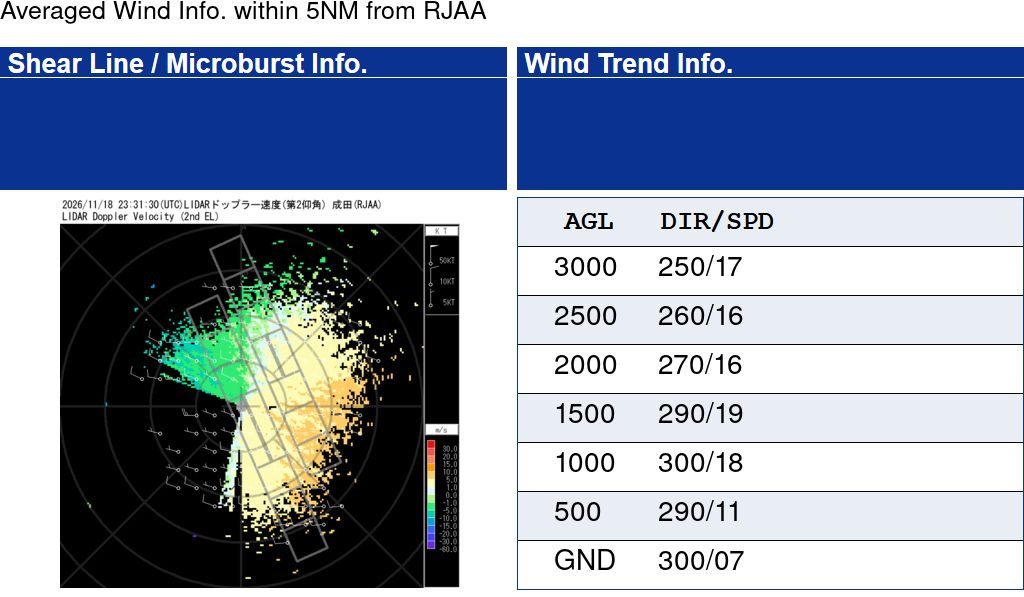 Averaged Wind Info. within 5NM from RJAA
Shear Line / Microburst Info.
Wind Trend Info.
2026/11/18 23:31:30(UTC)LIDARドップラー速度(第2仰角) 成田(RJAA)
LIDAR Doppler Velocity (2nd EL)
KT
50KT
10KT
5KT
m/s
30.0
20.0
15.0
10.0
5.0
1.0
0.0
-1.0
-5.0
-10.0
-15.0
-20.0
-30.0
-60.0
AGL DIR/SPD
3000 250/17
2500 260/16
2000 270/16
1500 290/19
1000 300/18
500 290/11
GND 300/07